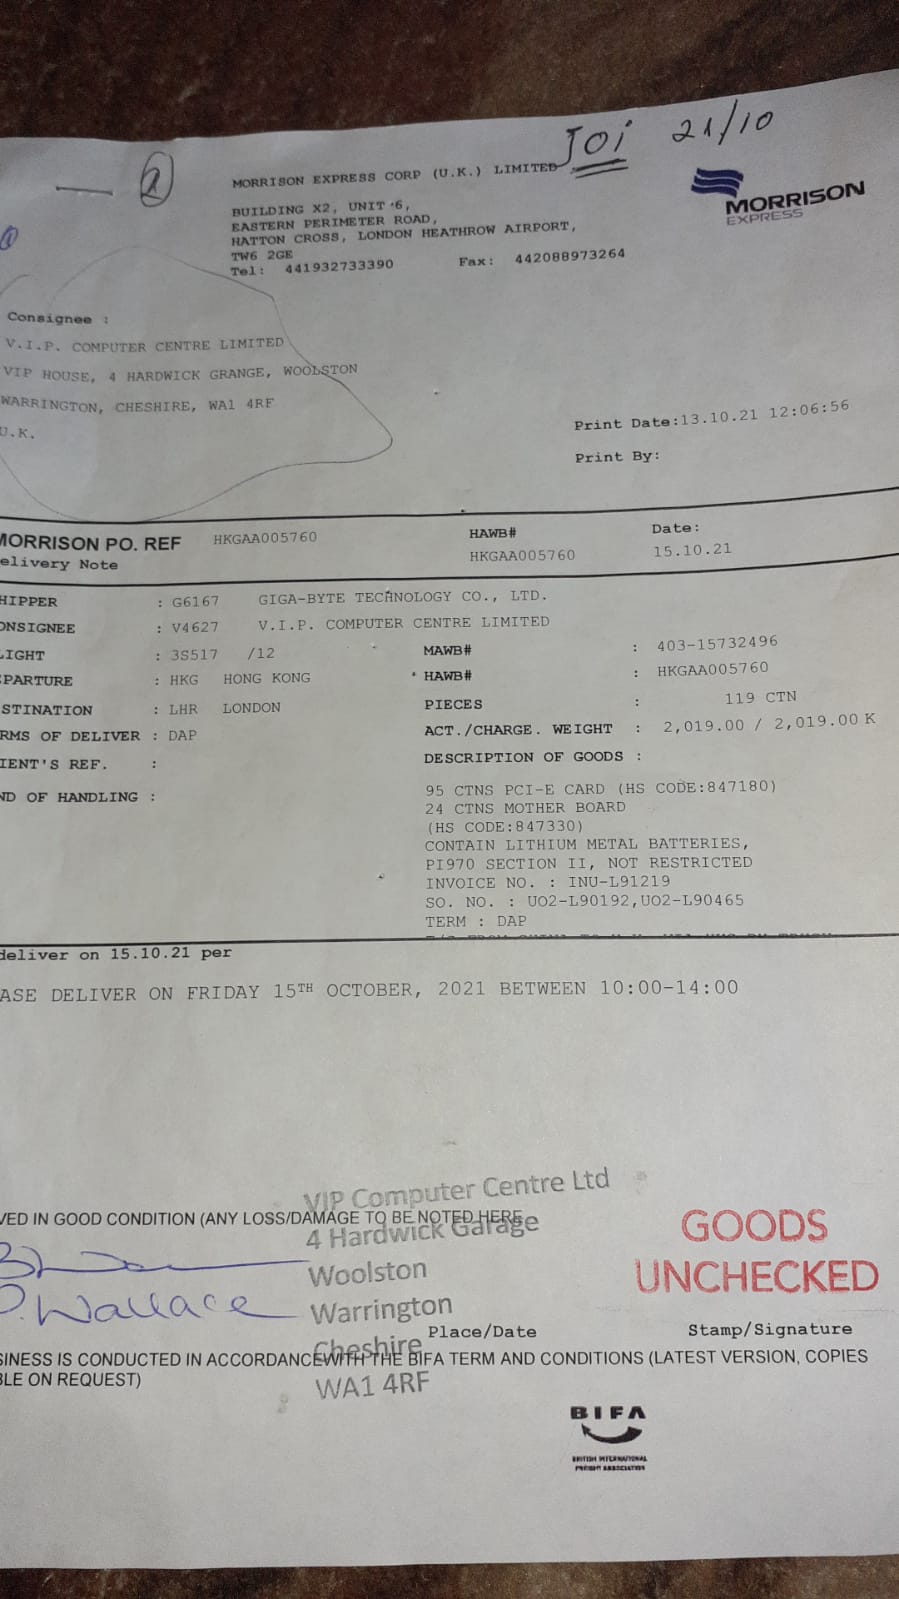 JOi 21/10
1
MORRISON EXPRESS CORP (U.K.) LIMITED
BUILDING X2, UNIT 6,
EASTERN PERIMETER ROAD,
HATTON CROSS, LONDON HEATHROW AIRPORT,
TW6 2GE
Tel: 441932733390 Fax: 442088973264
MORRISON
EXPRESS
Consignee :
V.I.P. COMPUTER CENTRE LIMITED
VIP HOUSE, 4 HARDWICK GRANGE, WOOLSTON
WARRINGTON, CHESHIRE, WA1 4RF
U.K.
Print Date:13.10.21 12:06:56
Print By:
MORRISON PO. REF HKGAA005760 HAWB# Date:
elivery Note HKGAA005760 15.10.21
HIPPER : G6167 GIGA-BYTE TECHNOLOGY CO., LTD.
ONSIGNEE : V4627 V.I.P. COMPUTER CENTRE LIMITED
LIGHT : 3S517 /12 MAWB# : 403-15732496
PARTURE : HKG HONG KONG HAWB# : HKGAA005760
STINATION : LHR LONDON PIECES : 119 CTN
RMS OF DELIVER : DAP ACT./CHARGE. WEIGHT : 2,019.00 / 2,019.00 K
IENT'S REF. : DESCRIPTION OF GOODS :
ND OF HANDLING :
95 CTNS PCI-E CARD (HS CODE:847180)
24 CTNS MOTHER BOARD
(HS CODE:847330)
CONTAIN LITHIUM METAL BATTERIES,
PI970 SECTION II, NOT RESTRICTED
INVOICE NO. : INU-L91219
SO. NO. : UO2-L90192,UO2-L90465
TERM : DAP
deliver on 15.10.21 per
ASE DELIVER ON FRIDAY 15TH OCTOBER, 2021 BETWEEN 10:00-14:00
VIP Computer Centre Ltd
VED IN GOOD CONDITION (ANY LOSS/DAMAGE TO BE NOTED HERE
4 Hardwick Garage
Woolston
Warrington
Cheshire
WA1 4RF
GOODS
UNCHECKED
Wallace
Place/Date Stamp/Signature
SINESS IS CONDUCTED IN ACCORDANCE WITH THE BIFA TERM AND CONDITIONS (LATEST VERSION, COPIES
BLE ON REQUEST)
BIFA
BRITISH INTERNATIONAL
FREIGHT ASSOCIATION